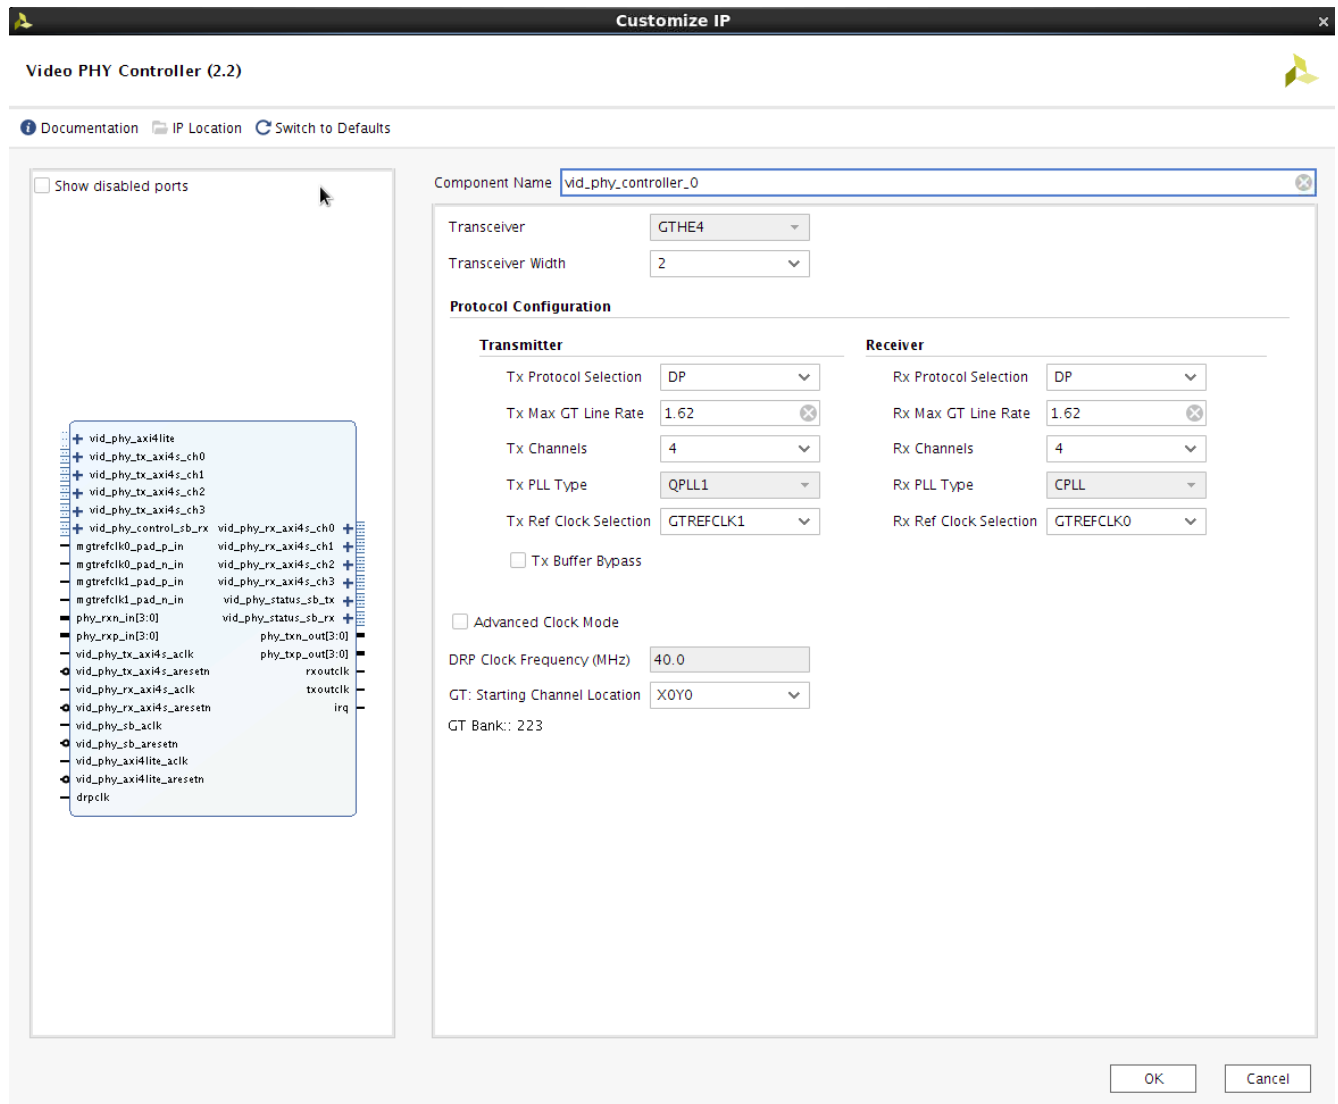 Customize IP
Video PHY Controller (2.2)
Documentation IP Location Switch to Defaults
Show disabled ports
Component Name vid_phy_controller_0
Transceiver GTHE4
Transceiver Width 2
Protocol Configuration
Transmitter Receiver
Tx Protocol Selection DP Rx Protocol Selection DP
Tx Max GT Line Rate 1.62 Rx Max GT Line Rate 1.62
Tx Channels 4 Rx Channels 4
Tx PLL Type QPLL1 Rx PLL Type CPLL
Tx Ref Clock Selection GTREFCLK1 Rx Ref Clock Selection GTREFCLK0
Tx Buffer Bypass
Advanced Clock Mode
DRP Clock Frequency (MHz) 40.0
GT: Starting Channel Location X0Y0
GT Bank:: 223
vid_phy_axi4lite
vid_phy_tx_axi4s_ch0
vid_phy_tx_axi4s_ch1
vid_phy_tx_axi4s_ch2
vid_phy_tx_axi4s_ch3
vid_phy_control_sb_rx vid_phy_rx_axi4s_ch0
mgtrefclk0_pad_p_in vid_phy_rx_axi4s_ch1
mgtrefclk0_pad_n_in vid_phy_rx_axi4s_ch2
mgtrefclk1_pad_p_in vid_phy_rx_axi4s_ch3
mgtrefclk1_pad_n_in vid_phy_status_sb_tx
phy_rxn_in[3:0] vid_phy_status_sb_rx
phy_rxp_in[3:0] phy_txn_out[3:0]
vid_phy_tx_axi4s_aclk phy_txp_out[3:0]
vid_phy_tx_axi4s_aresetn rxoutclk
vid_phy_rx_axi4s_aclk txoutclk
vid_phy_rx_axi4s_aresetn irq
vid_phy_sb_aclk
vid_phy_sb_aresetn
vid_phy_axi4lite_aclk
vid_phy_axi4lite_aresetn
drpclk
OK Cancel